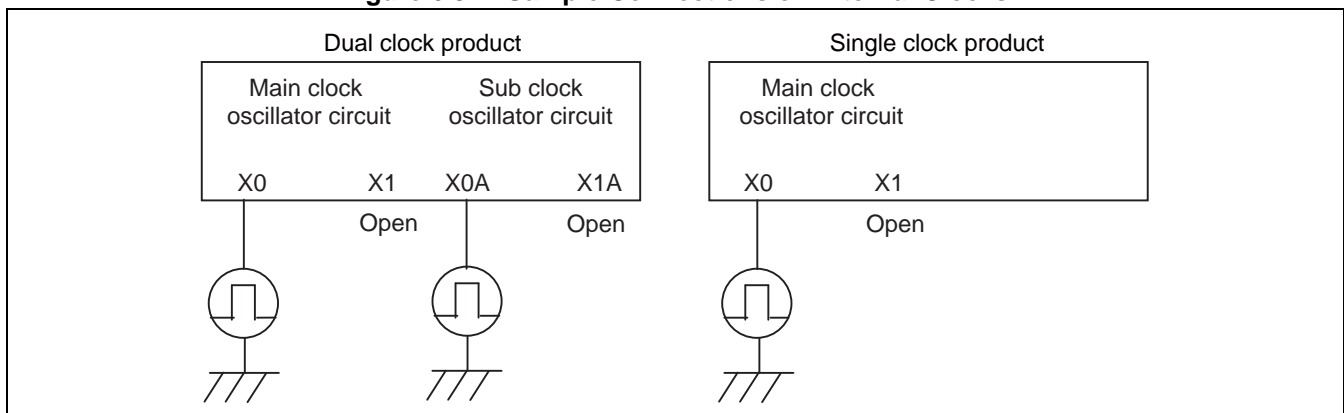 Dual clock product
Single clock product
Main clock
oscillator circuit
Sub clock
oscillator circuit
Main clock
oscillator circuit
X0 X1 X0A X1A
X0 X1
Open Open
Open